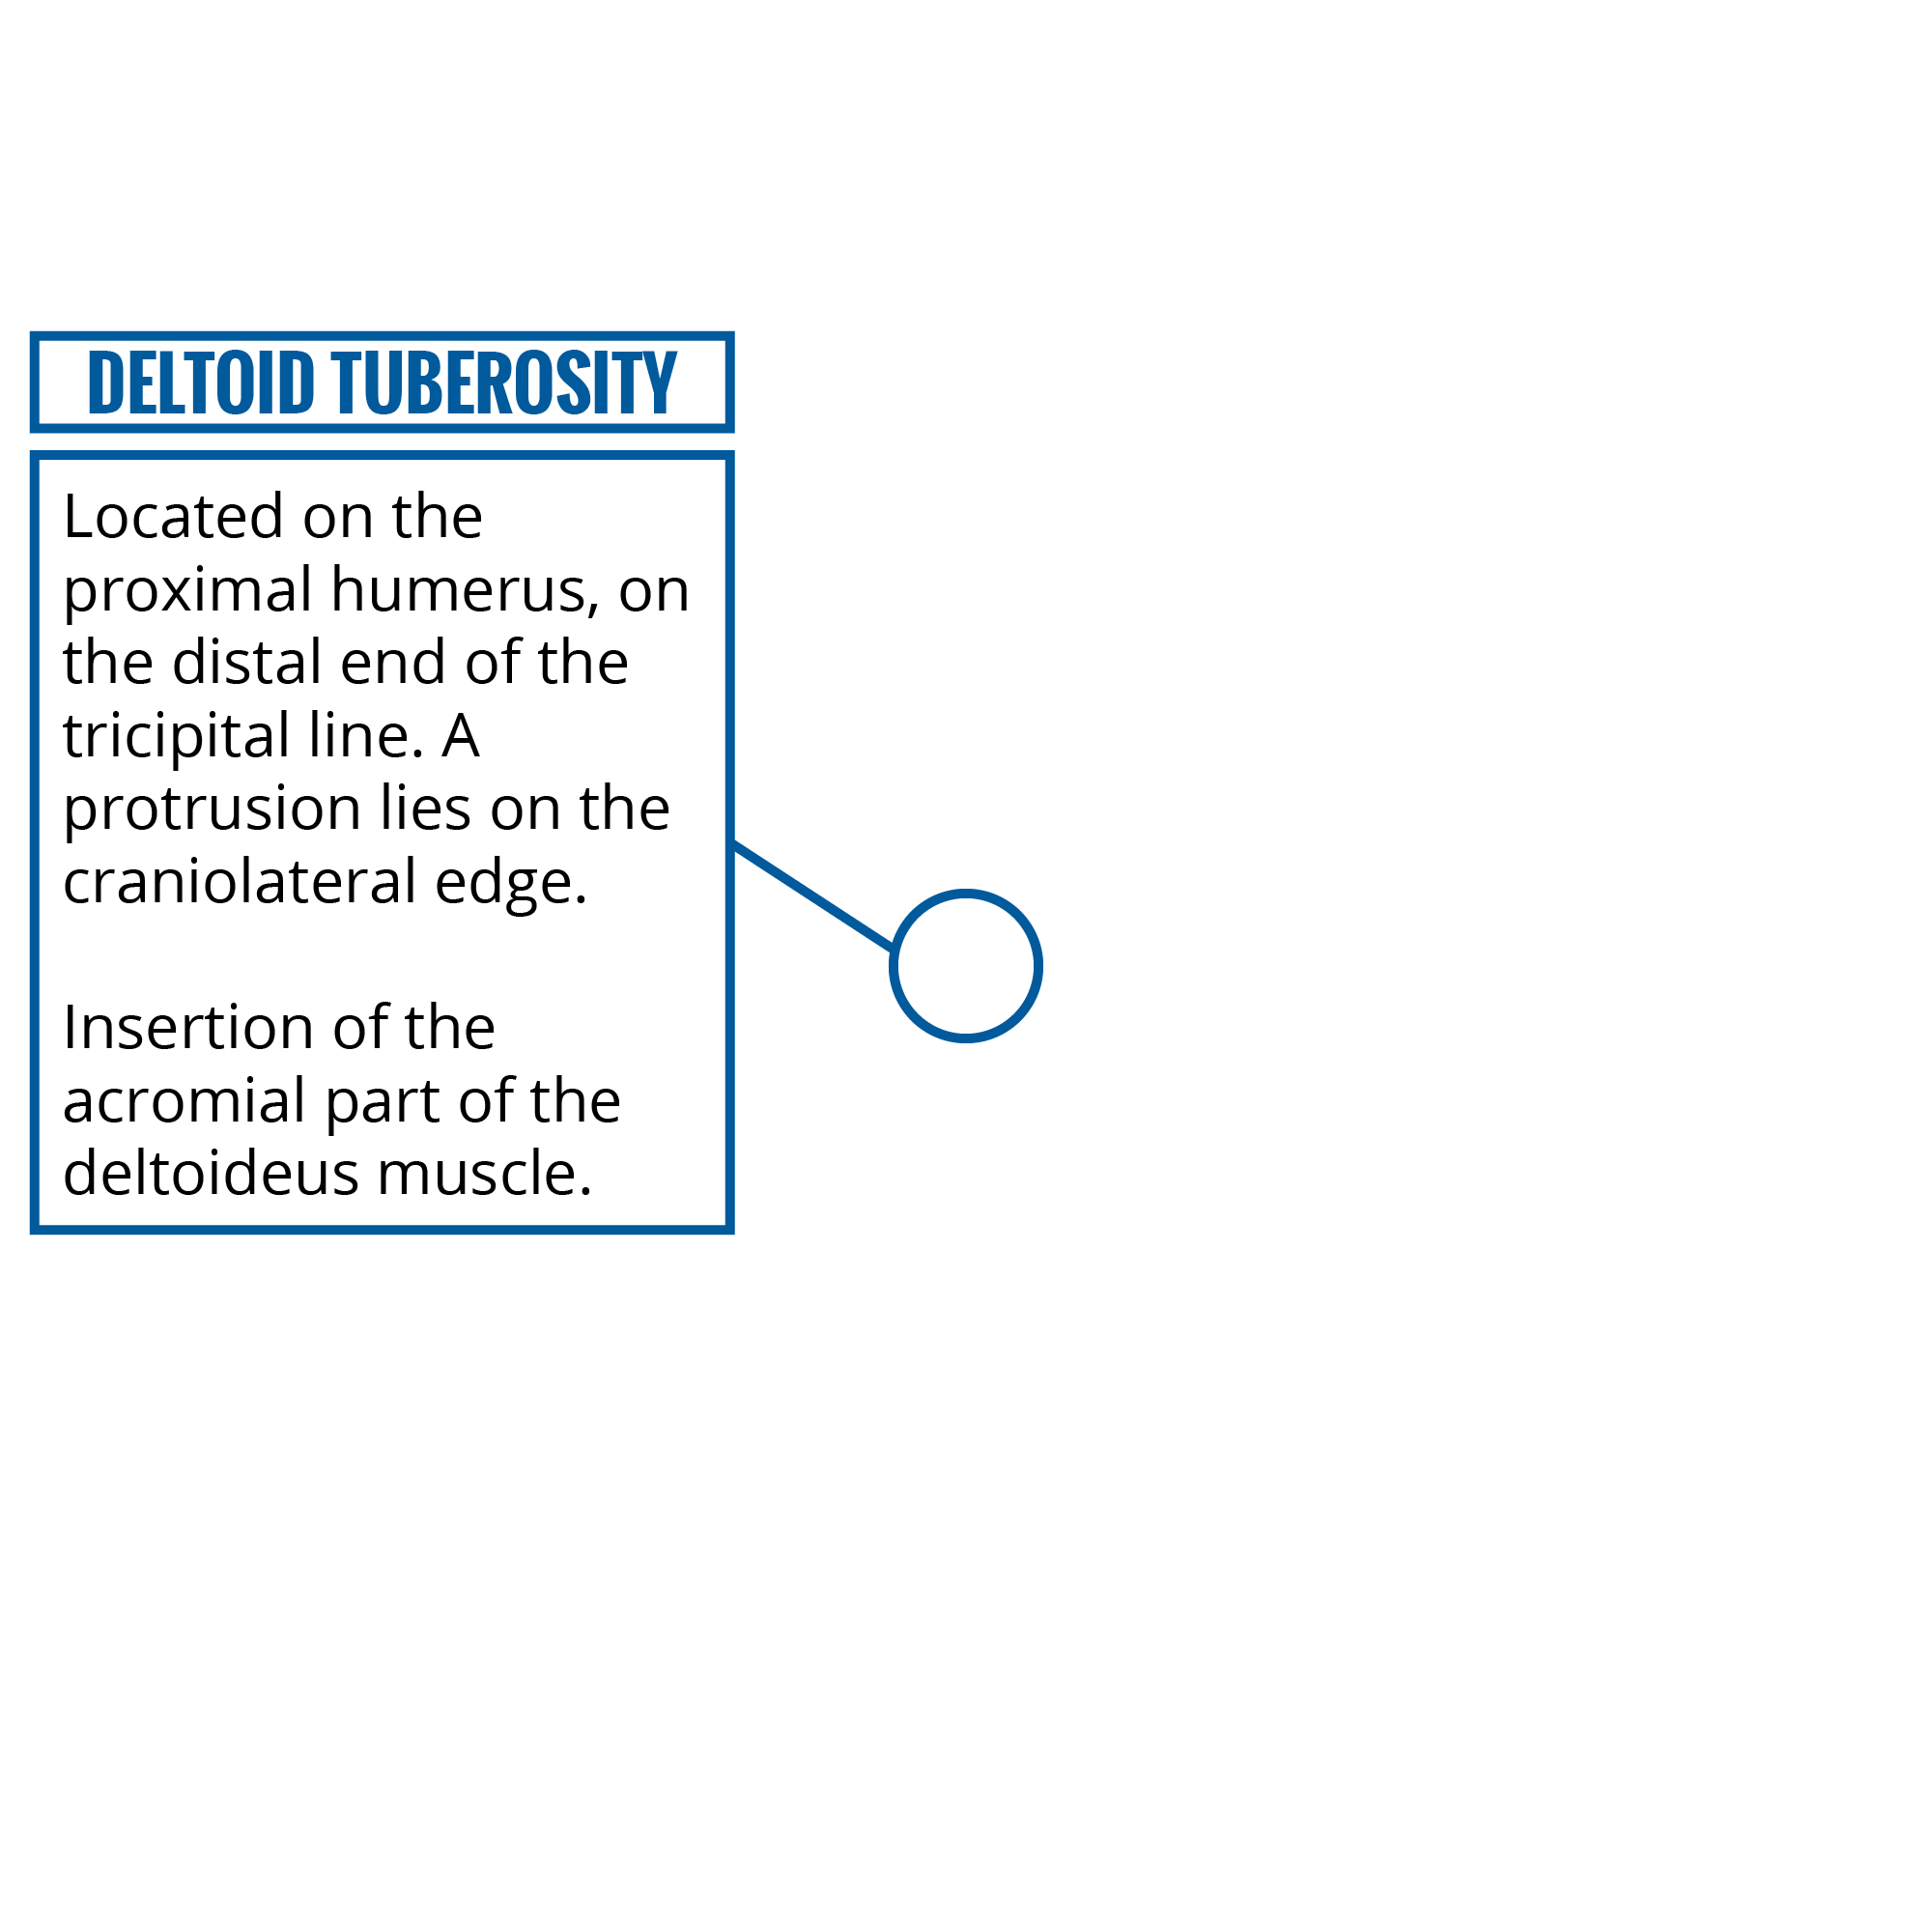 DELTOID TUBEROSITY
Located on the
proximal humerus, on
the distal end of the
tricipital line. A
protrusion lies on the
craniolateral edge.
Insertion of the
acromial part of the
deltoideus muscle.